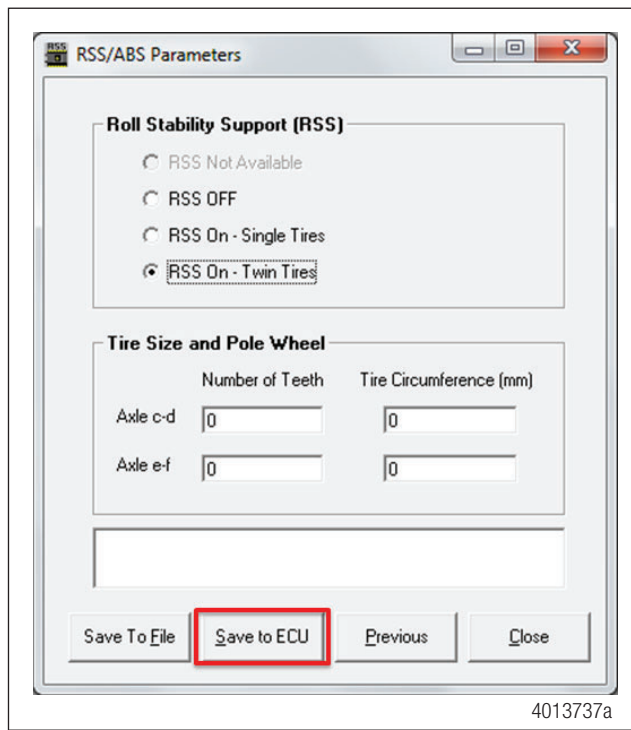 RSS
RSS/ABS Parameters
Roll Stability Support (RSS)
RSS Not Available
RSS OFF
RSS On - Single Tires
RSS On - Twin Tires
Tire Size and Pole Wheel
Number of Teeth Tire Circumference (mm)
Axle c-d 0 0
Axle e-f 0 0
Save To File Save to ECU Previous Close
4013737a